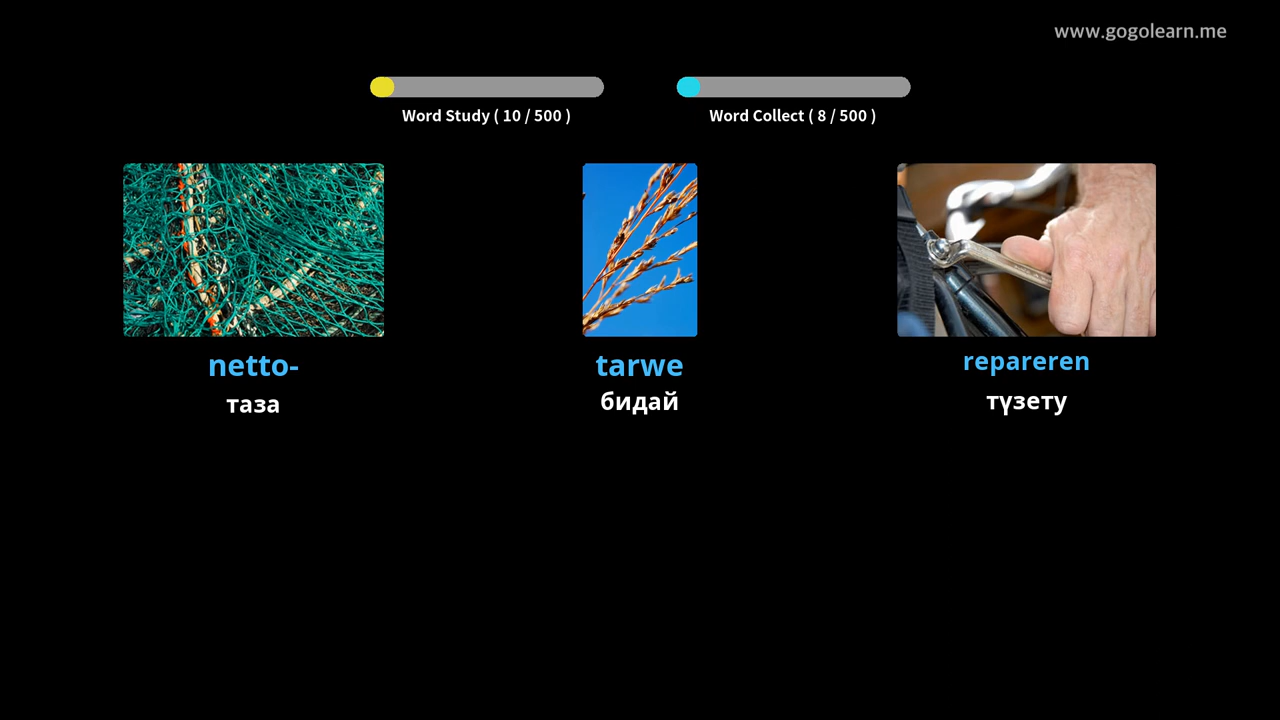 www.gogolearn.me
Word Study ( 10 / 500 )
Word Collect ( 8 / 500 )
netto-
таза
tarwe
бидай
repareren
түзету